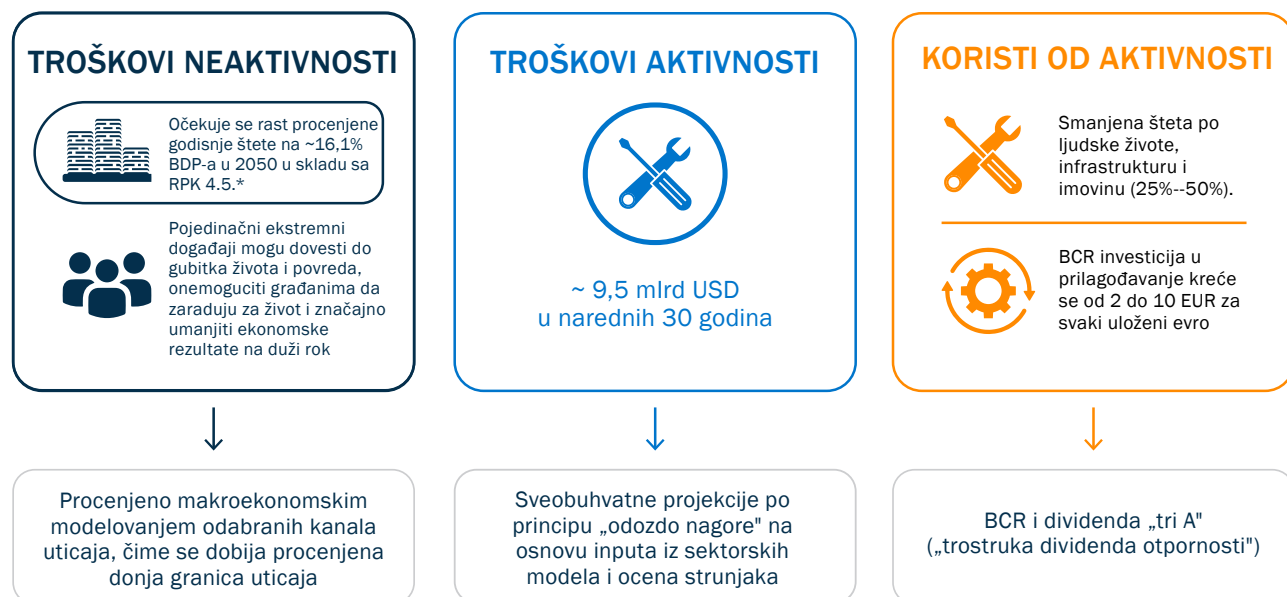 TROŠKOVI NEAKTIVNOSTI
Očekuje se rast procenjene
godisnje štete na ~16,1%
BDP-a u 2050 u skladu sa
RPK 4.5.*
Pojedinačni ekstremni
događaji mogu dovesti do
gubitka života i povreda,
onemoguciti građanima da
zarađuju za život i značajno
umanjiti ekonomske
rezultate na duži rok
Procenjeno makroekonomskim
modelovanjem odabranih kanala
uticaja, čime se dobija procenjena
donja granica uticaja
TROŠKOVI AKTIVNOSTI
~ 9,5 mlrd USD
u narednih 30 godina
Sveobuhvatne projekcije po
principu „odozdo nagore" na
osnovu inputa iz sektorskih
modela i ocena strunjaka
KORISTI OD AKTIVNOSTI
Smanjena šteta po
ljudske živote,
infrastrukturu i
imovinu (25%--50%).
BCR investicija u
prilagođavanje kreće
se od 2 do 10 EUR za
svaki uloženi evro
BCR i dividenda „tri A"
(„trostruka dividenda otpornosti")